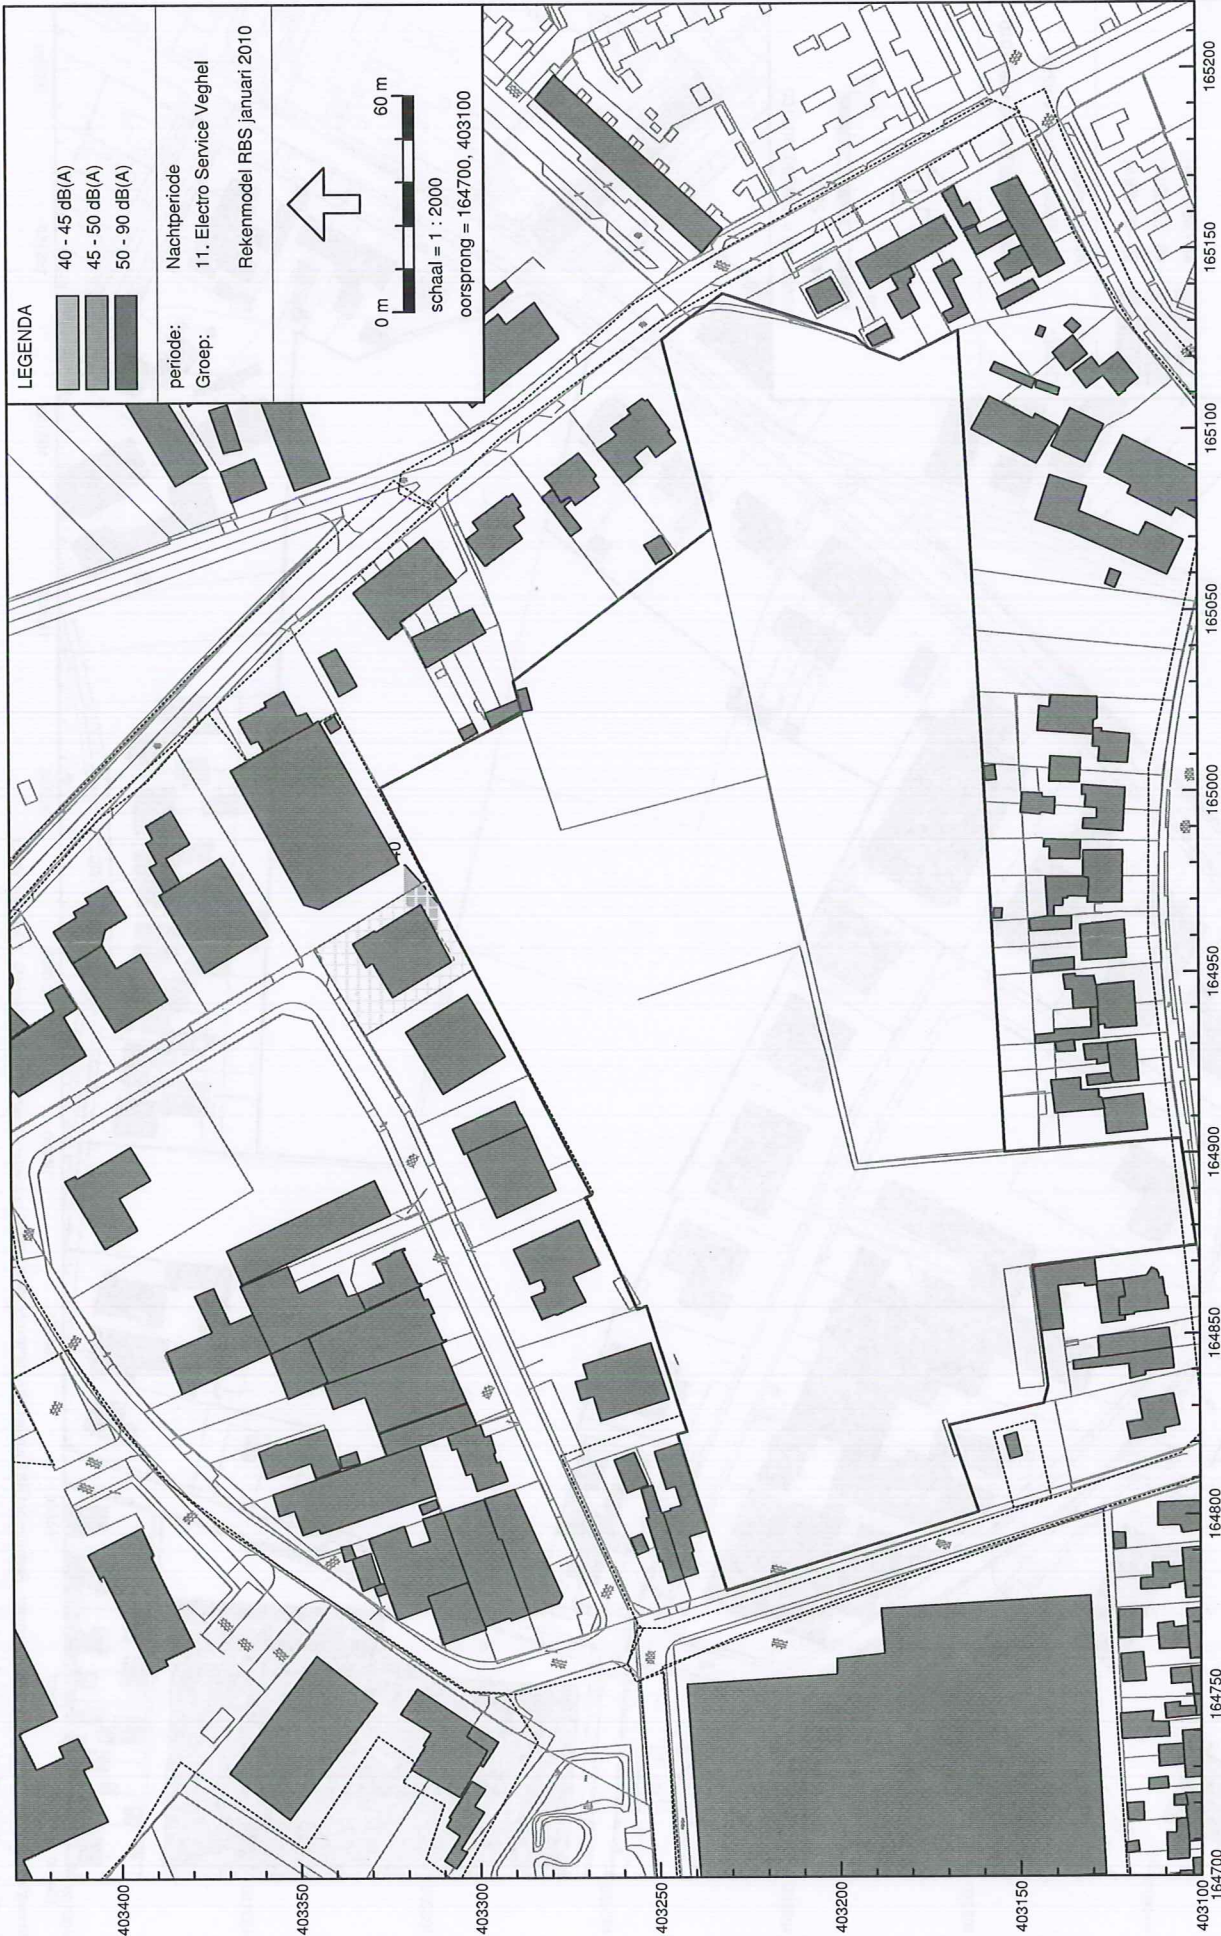 LEGENDA
40 - 45 dB(A)
45 - 50 dB(A)
50 - 90 dB(A)
periode: Nachtperiode
Groep: 11. Electro Service Veghel
Rekenmodel RBS januari 2010
0 m 60 m
schaal = 1 : 2000
oorsprong = 164700, 403100
403400
403350
403300
403250
403200
403150
403100
164700
164750
164800
164850
164900
164950
165000
165050
165100
165150
165200